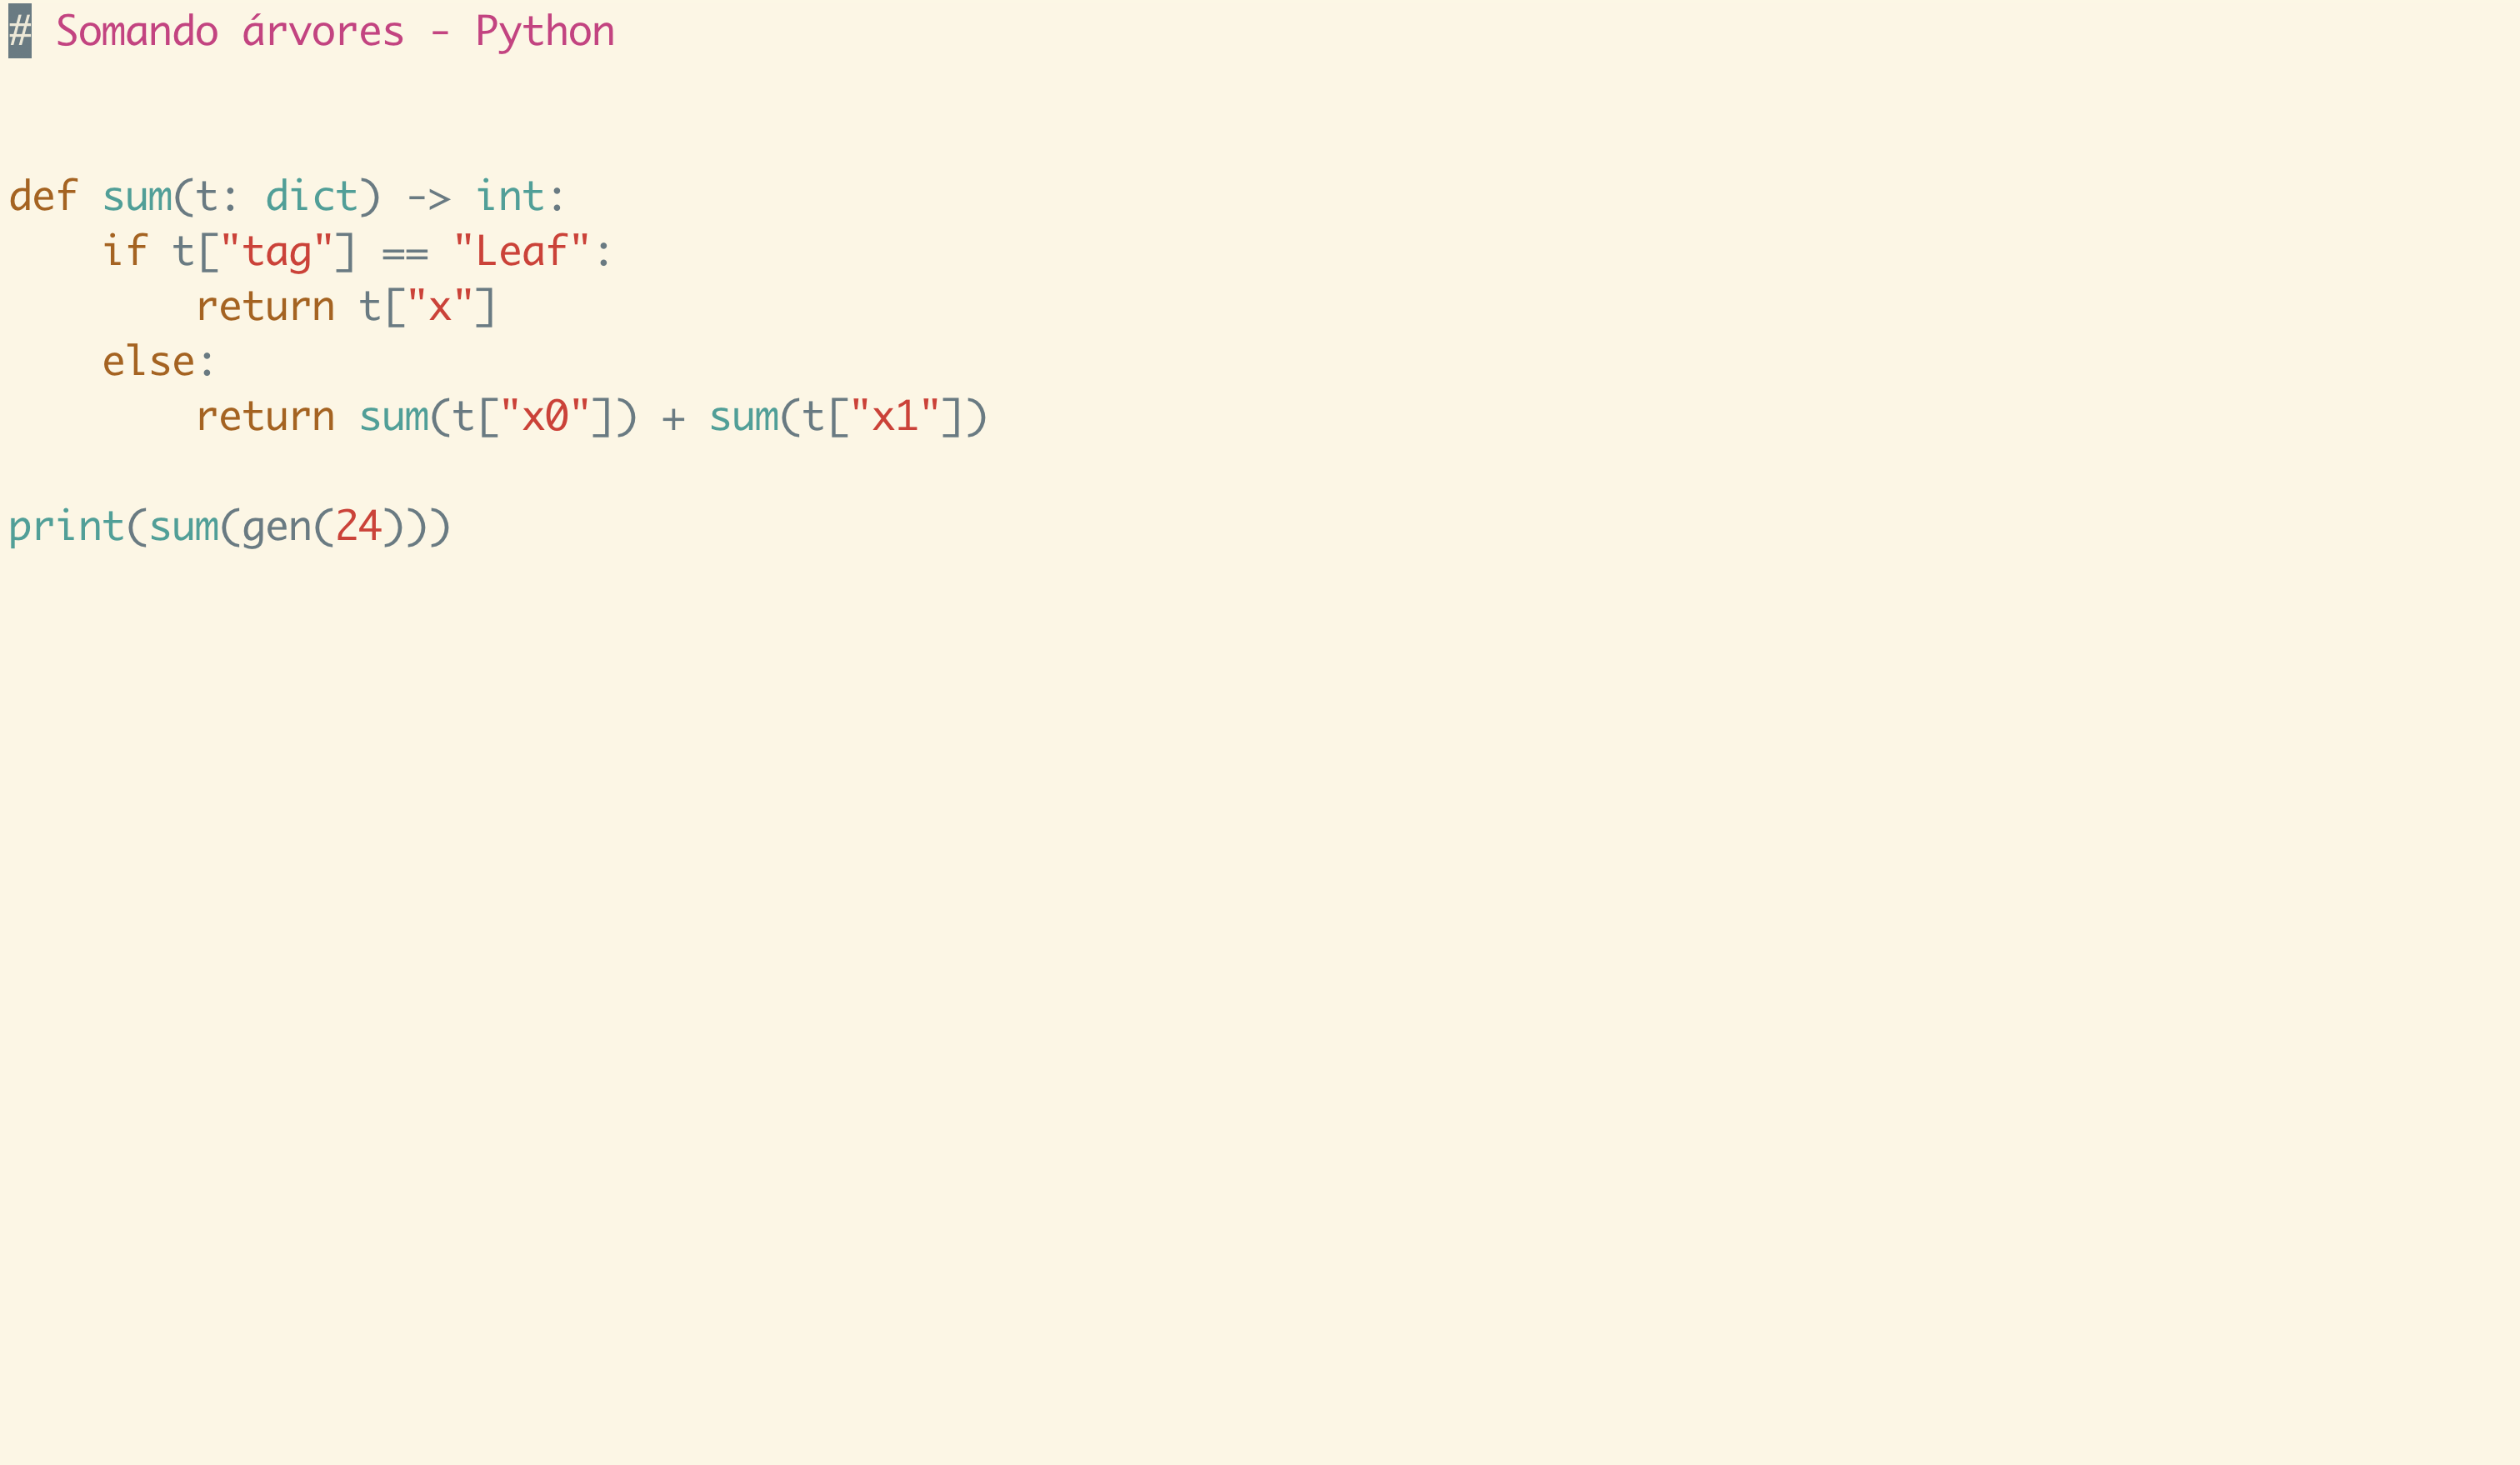 # Somando árvores - Python
def sum(t: dict) -> int:
    if t["tag"] == "Leaf":
        return t["x"]
    else:
        return sum(t["x0"]) + sum(t["x1"])
print(sum(gen(24)))